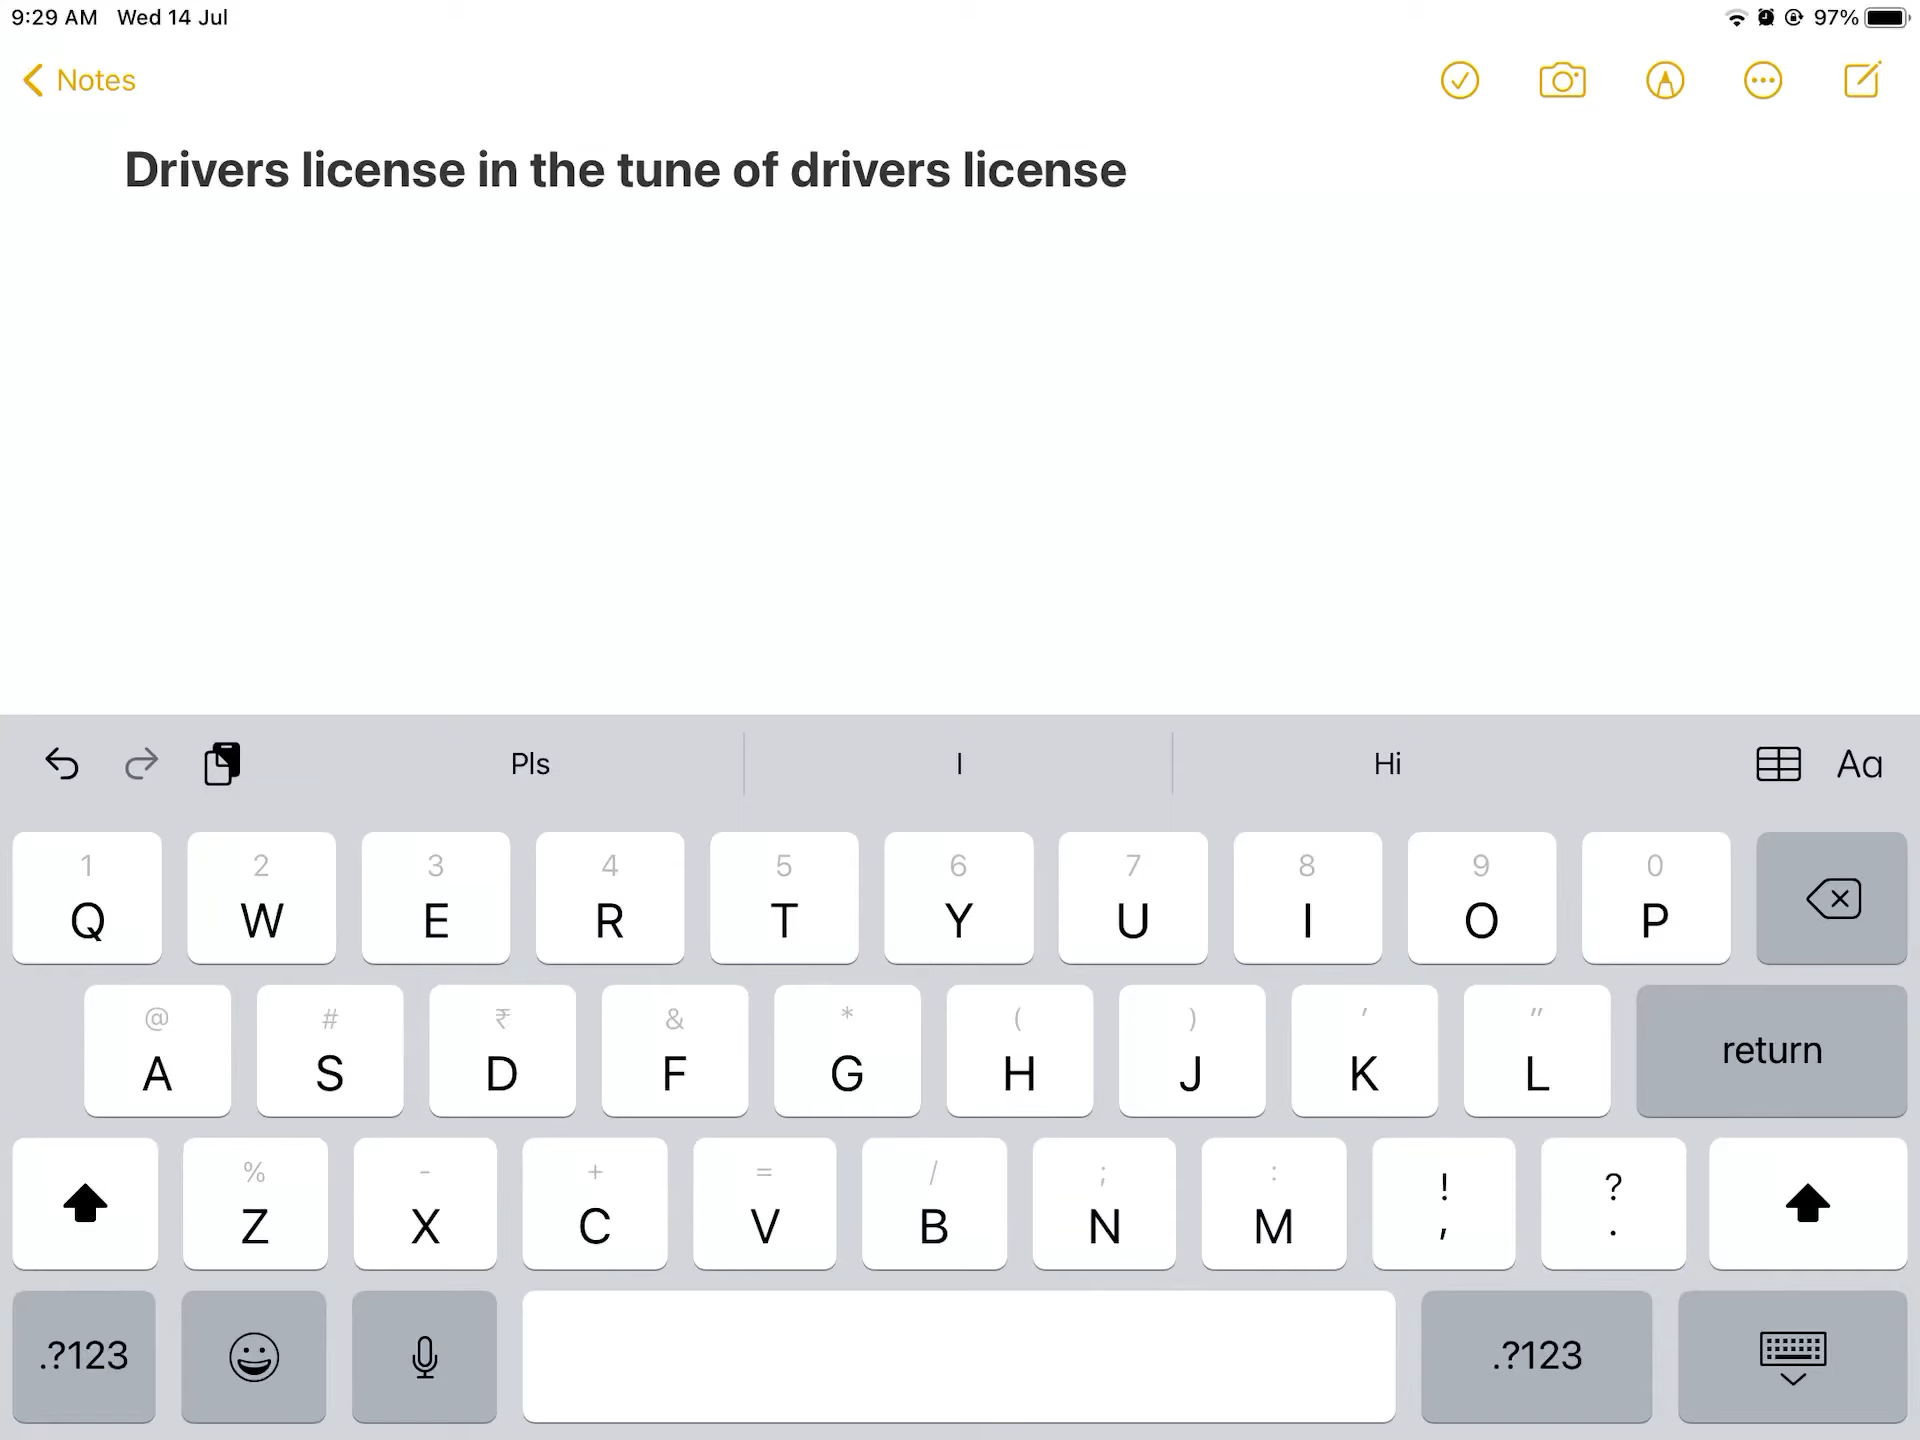 9:29 AM Wed 14 Jul 97%
Notes
Drivers license in the tune of drivers license
Pls I Hi Aa
1 2 3 4 5 6 7 8 9 0
Q W E R T Y U I O P
@ # ₹ & * ( ) ' "
A S D F G H J K L return
% - + = / ; : ! ?
Z X C V B N M , .
.?123 .?123